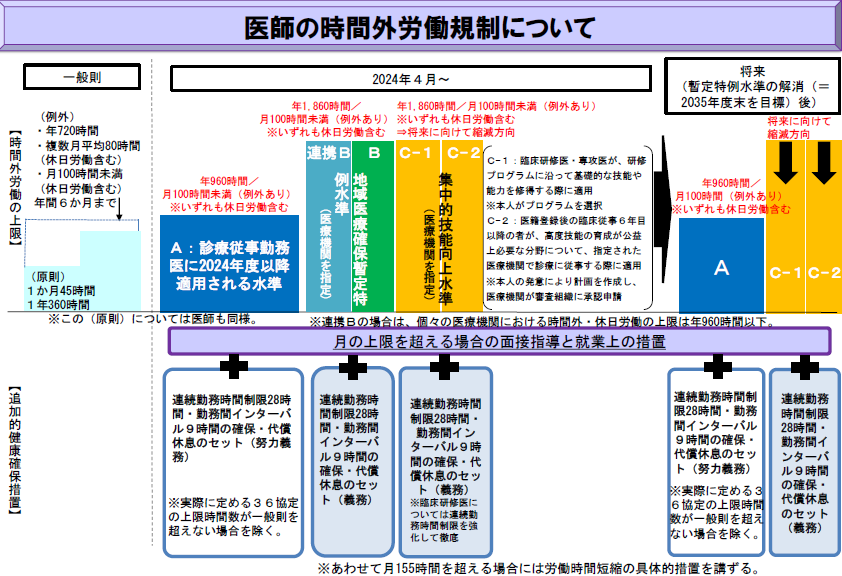 医師の時間外労働規制について
一般則
2024年４月～
将来
（暫定特例水準の解消（＝
2035年度末を目標）後）
【時間外労働の上限】
（例外）
・年720時間
・複数月平均80時間
（休日労働含む）
・月100時間未満
（休日労働含む）
年間６か月まで
（原則）
１か月45時間
１年360時間
年960時間／
月100時間未満（例外あり）
※いずれも休日労働含む
Ａ：診療従事勤務
医に2024年度以降
適用される水準
年1,860時間／
月100時間未満（例外あり）
※いずれも休日労働含む
連携Ｂ
Ｂ
地域医療確保暫定特
例水準
（医療機関を指定）
年1,860時間／月100時間未満（例外あり）
※いずれも休日労働含む
⇒将来に向けて縮減方向
Ｃ－１
Ｃ－２
集中的技能向上水準
（医療機関を指定）
Ｃ－１：臨床研修医・専攻医が、研修
プログラムに沿って基礎的な技能や
能力を修得する際に適用
※本人がプログラムを選択
Ｃ－２：医籍登録後の臨床従事６年目
以降の者が、高度技能の育成が公益
上必要な分野について、指定された
医療機関で診療に従事する際に適用
※本人の発意により計画を作成し、
医療機関が審査組織に承認申請
年960時間／
月100時間（例外あり）
※いずれも休日労働含む
Ａ
将来に向けて
縮減方向
Ｃ－１
Ｃ－２
※この（原則）については医師も同様。
※連携Ｂの場合は、個々の医療機関における時間外・休日労働の上限は年960時間以下。
月の上限を超える場合の面接指導と就業上の措置
【追加的健康確保措置】
連続勤務時間制限28時
間・勤務間インターバ
ル９時間の確保・代償
休息のセット（努力義
務）
※実際に定める３６協定
の上限時間数が一般則を
超えない場合を除く。
連続勤務時
間制限28時
間・勤務間
インターバ
ル９時間の
確保・代償
休息のセッ
ト（義務）
連続勤務時間
制限28時間・
勤務間イン
ターバル９時
間の確保・代
償休息のセッ
ト（義務）
※臨床研修医に
ついては連続勤
務時間制限を強
化して徹底
連続勤務時間制
限28時間・勤務
間インターバル
９時間の確保・
代償休息のセッ
ト（努力義務）
※実際に定める３
６協定の上限時間
数が一般則を超え
ない場合を除く。
連続勤務
時間制限
28時間・
勤務間イ
ンターバ
ル９時間
の確保・
代償休息
のセット
（義務）
※あわせて月155時間を超える場合には労働時間短縮の具体的措置を講ずる。